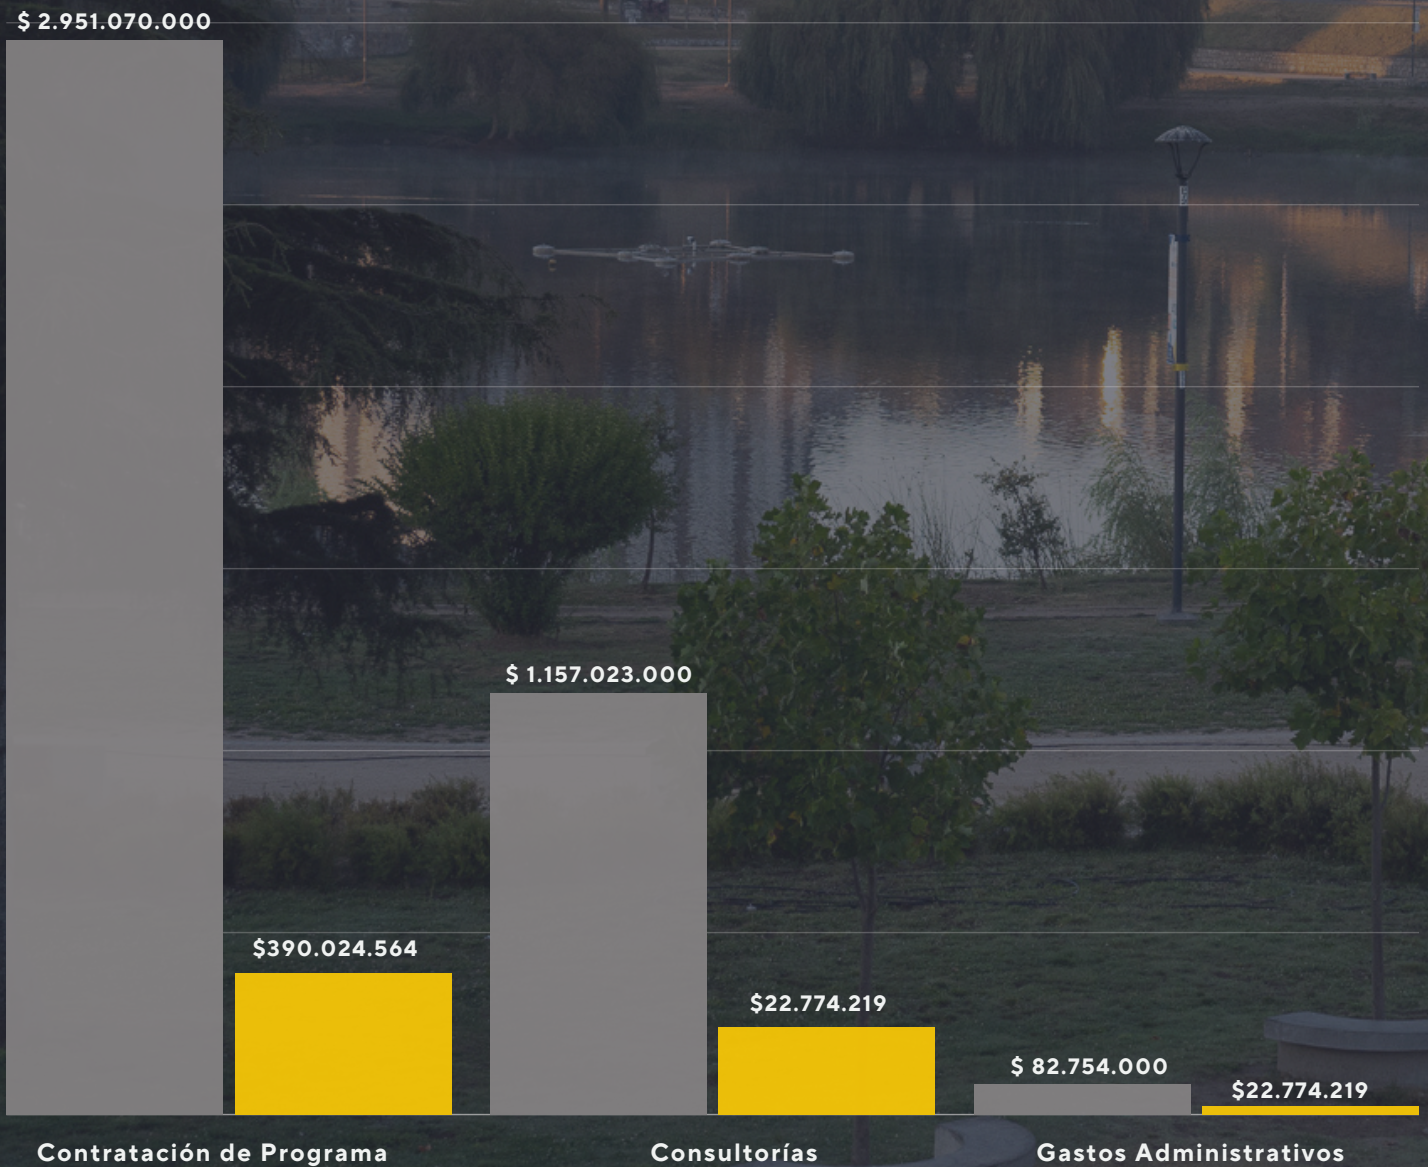 $ 2.951.070.000
$ 1.157.023.000
$390.024.564
$22.774.219
$ 82.754.000
$22.774.219
Contratación de Programa
Consultorías
Gastos Administrativos